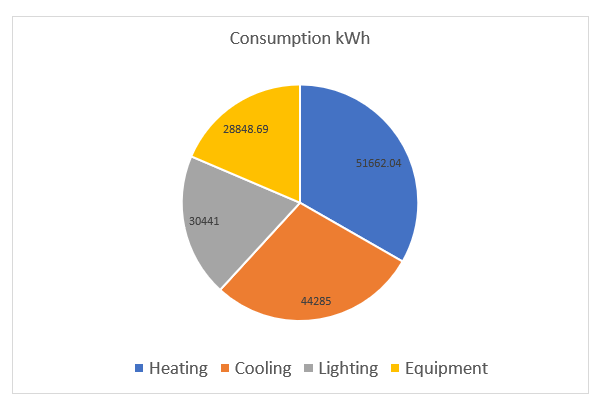 Consumption kWh
28848.69
51662.04
30441
44285
Heating Cooling Lighting Equipment